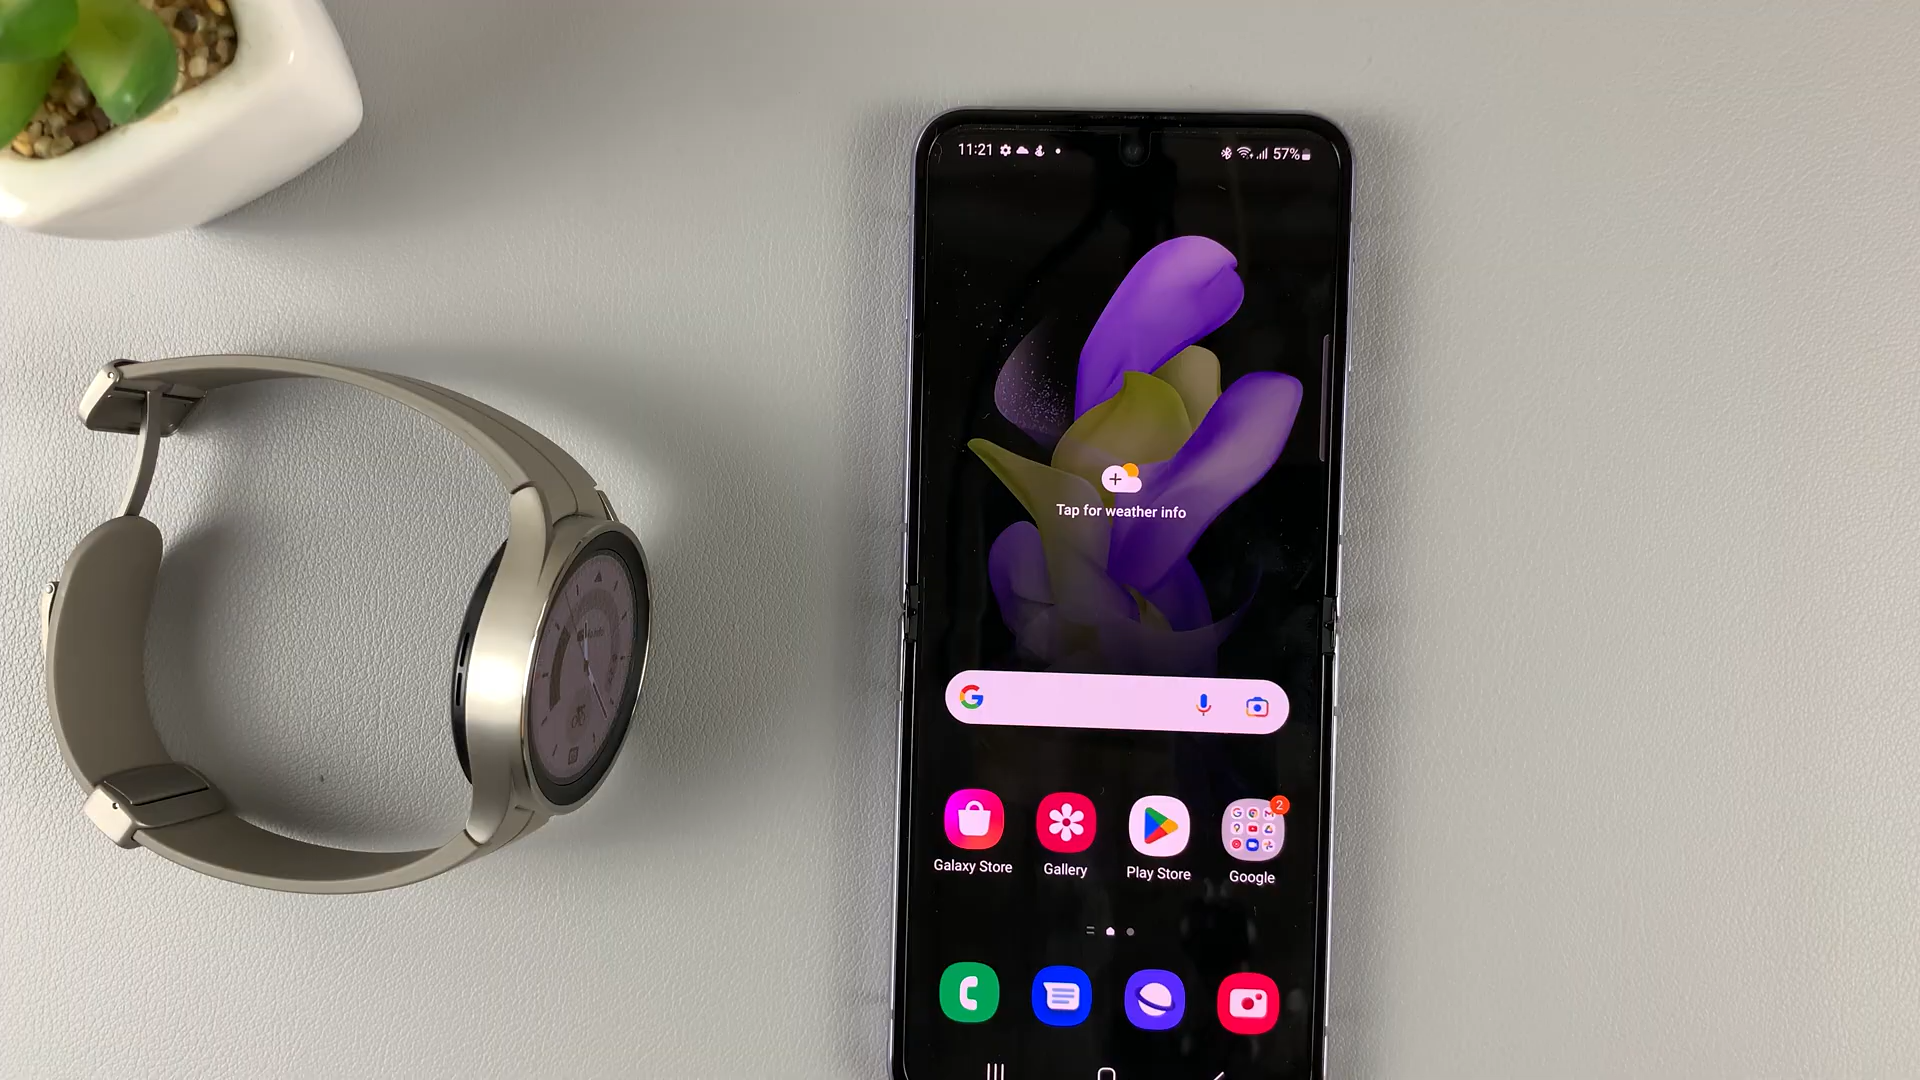 11:21
57%
Tap for weather info
G
2
Galaxy Store
Gallery
Play Store
Google